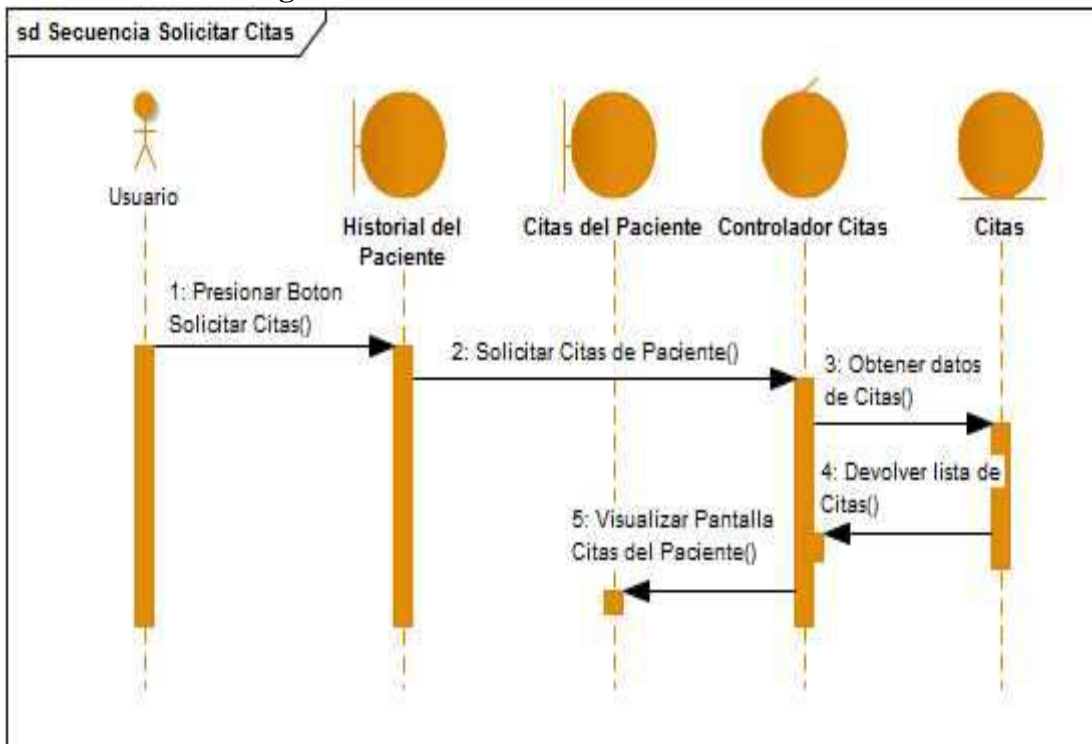 sd Secuencia Solicitar Citas
Usuario
Historial del
Paciente
Citas del Paciente
Controlador Citas
Citas
1: Presionar Boton
Solicitar Citas()
2: Solicitar Citas de Paciente()
3: Obtener datos
de Citas()
4: Devolver lista de
Citas()
5: Visualizar Pantalla
Citas del Paciente()